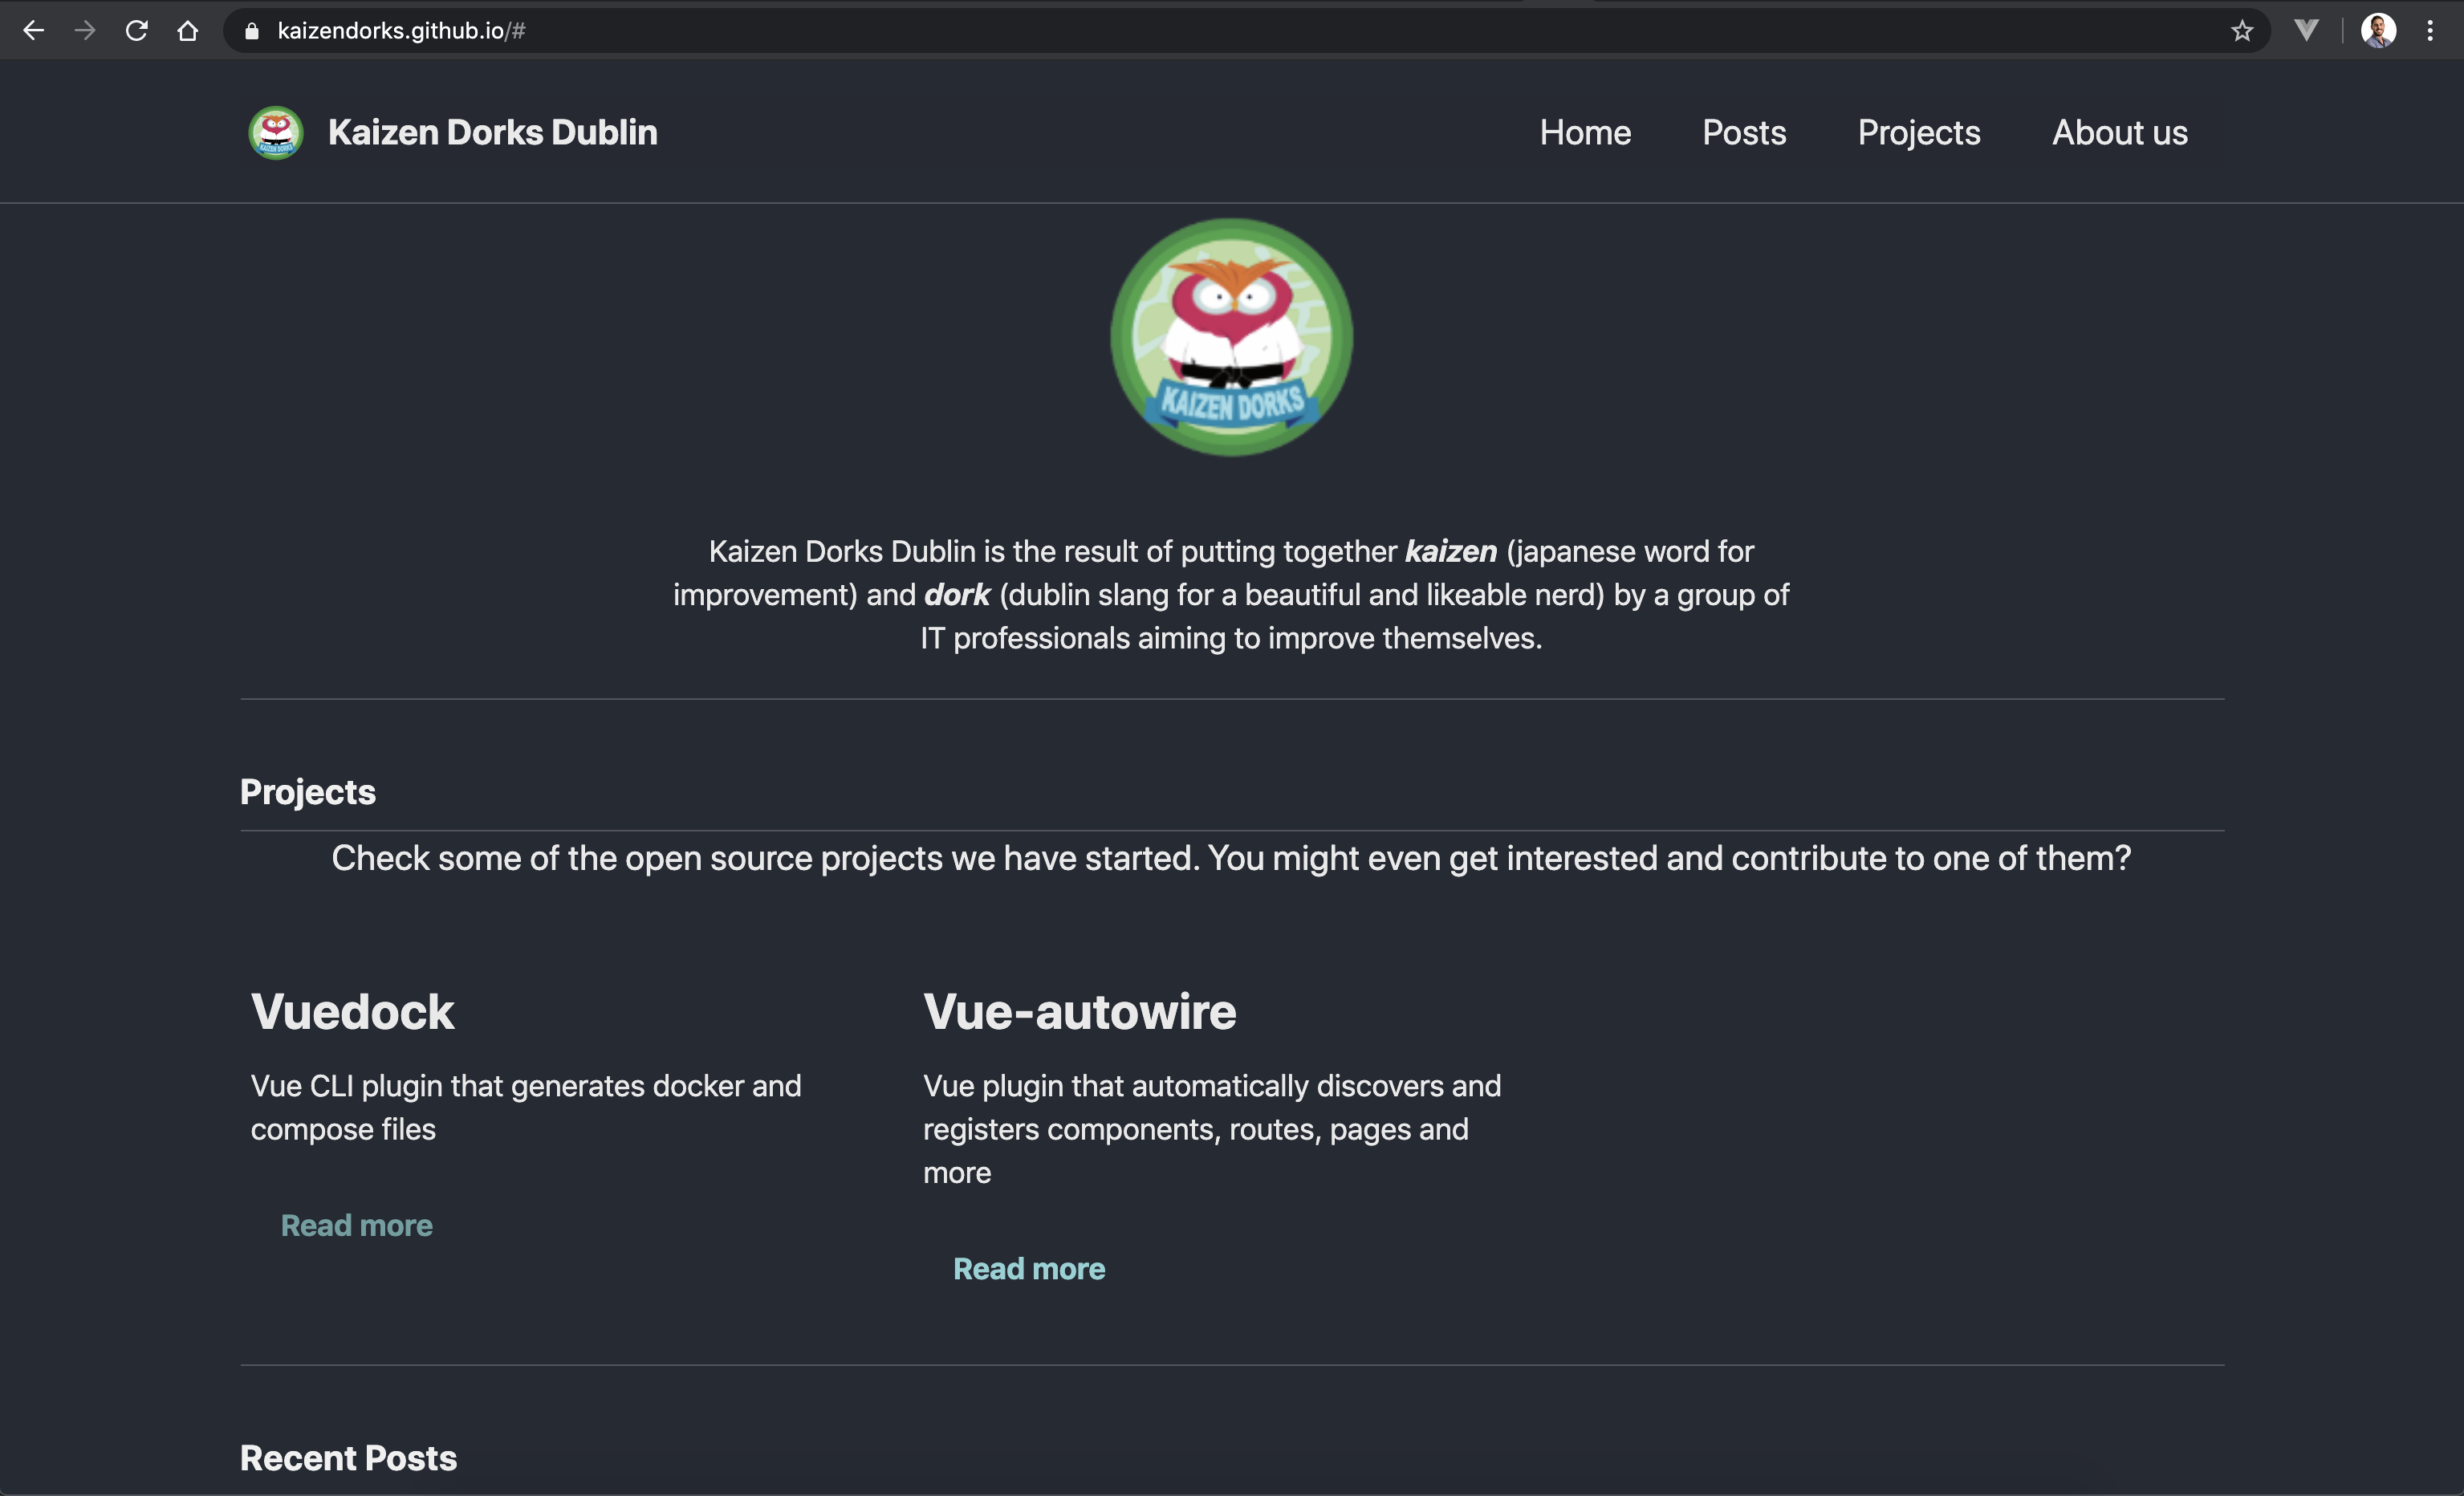 kaizendorks.github.io/#
Kaizen Dorks Dublin
Home Posts Projects About us
KAIZEN DORKS
Kaizen Dorks Dublin is the result of putting together kaizen (japanese word for
improvement) and dork (dublin slang for a beautiful and likeable nerd) by a group of
IT professionals aiming to improve themselves.
Projects
Check some of the open source projects we have started. You might even get interested and contribute to one of them?
Vuedock
Vue CLI plugin that generates docker and
compose files
Read more
Vue-autowire
Vue plugin that automatically discovers and
registers components, routes, pages and
more
Read more
Recent Posts